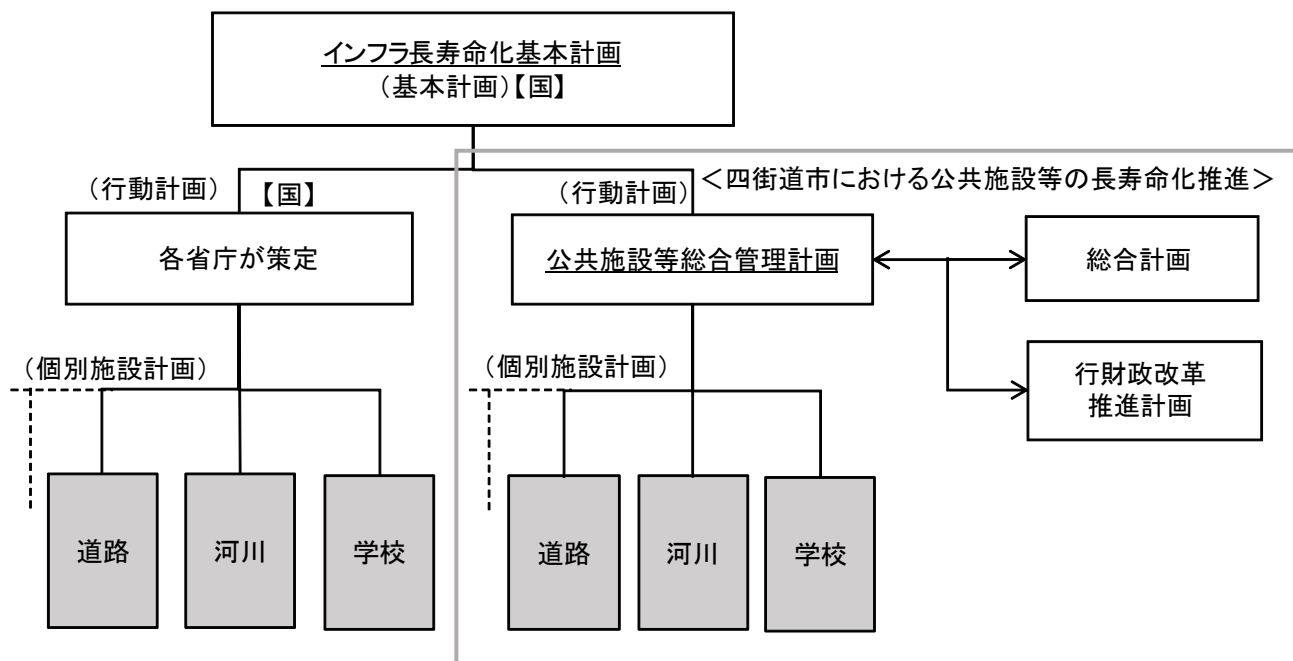 インフラ長寿命化基本計画
(基本計画)【国】
(行動計画)
【国】
各省庁が策定
(個別施設計画)
道路
河川
学校
<四街道市における公共施設等の長寿命化推進>
(行動計画)
公共施設等総合管理計画
総合計画
行財政改革
推進計画
(個別施設計画)
道路
河川
学校